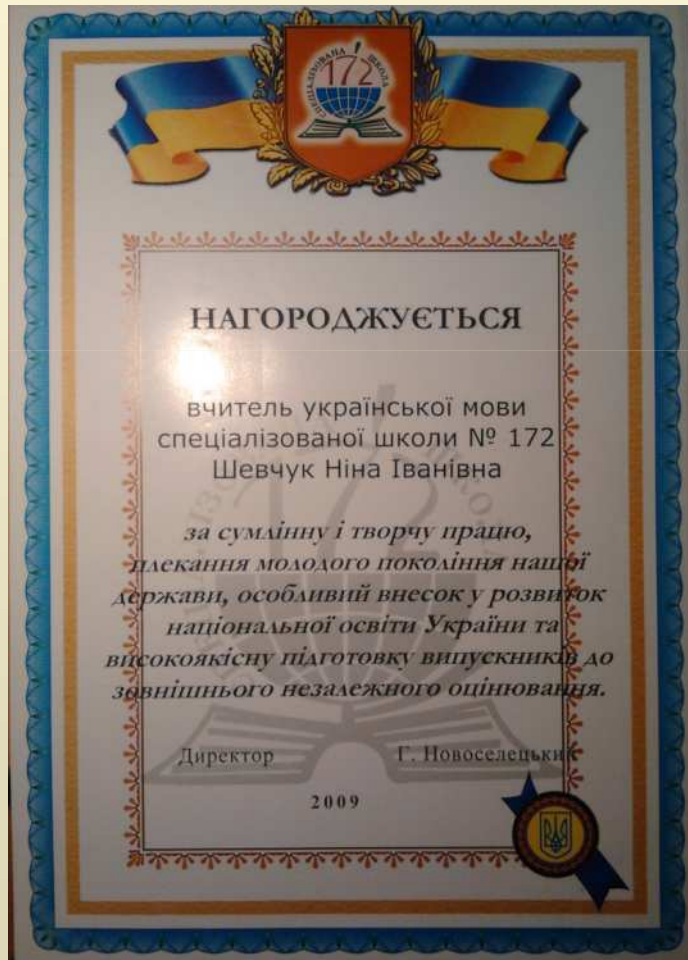 СПЕЦІАЛІЗОВАНА ШКОЛА
172
НАГОРОДЖУЄТЬСЯ
вчитель української мови
спеціалізованої школи № 172
Шевчук Ніна Іванівна
за сумлінну і творчу працю,
плекання молодого покоління нашої
держави, особливий внесок у розвиток
національної освіти України та
високоякісну підготовку випускників до
зовнішнього незалежного оцінювання.
Директор Г. Новоселецький
2009